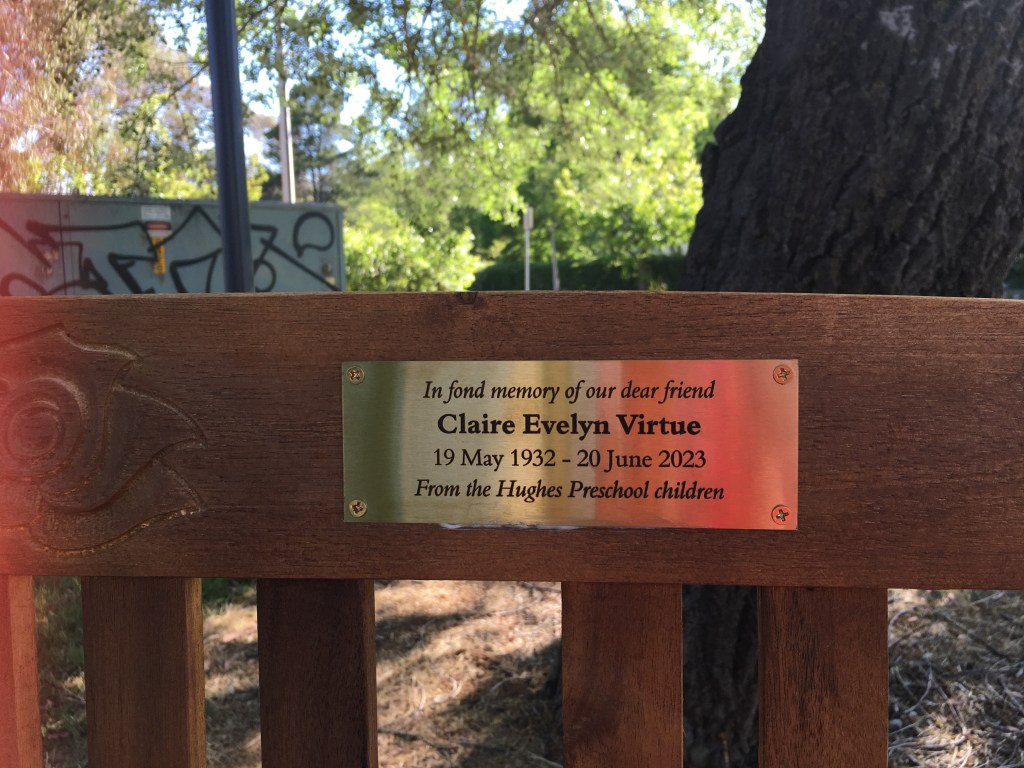 In fond memory of our dear friend
Claire Evelyn Virtue
19 May 1932 - 20 June 2023
From the Hughes Preschool children